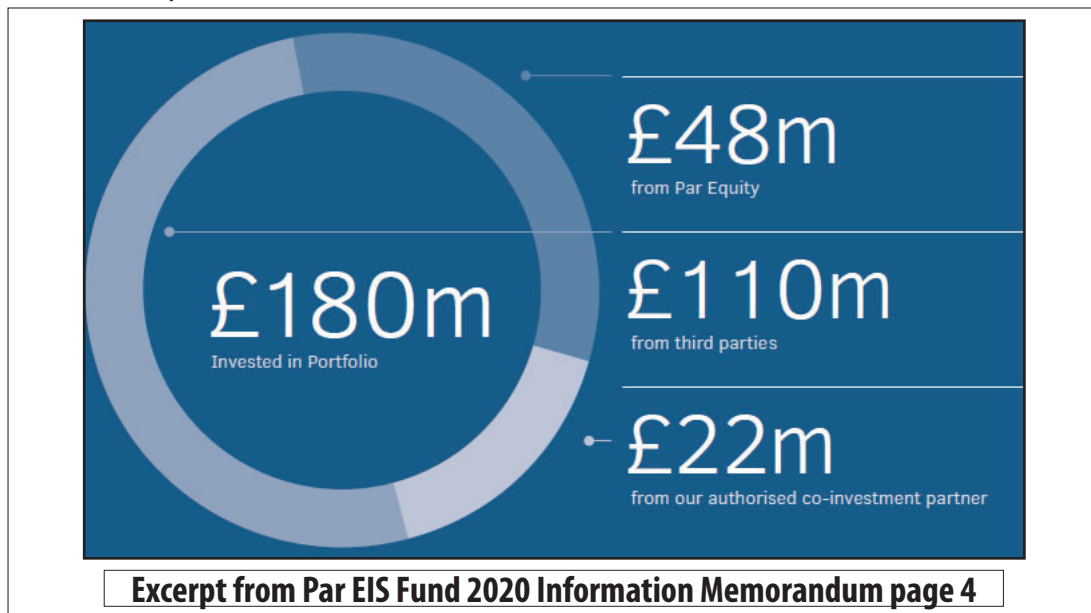 £48m
from Par Equity
£180m
Invested in Portfolio
£110m
from third parties
£22m
from our authorised co-investment partner
Excerpt from Par EIS Fund 2020 Information Memorandum page 4